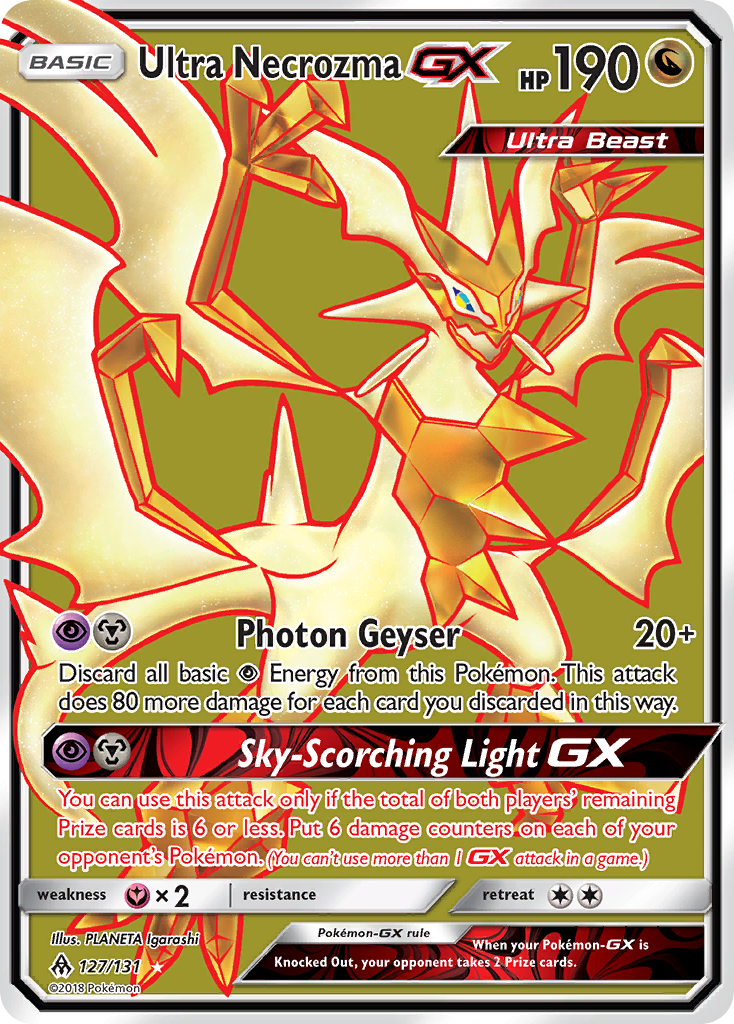 BASIC Ultra Necrozma GX HP 190
Ultra Beast
Photon Geyser 20+
Discard all basic Energy from this Pokémon. This attack
does 80 more damage for each card you discarded in this way.
Sky-Scorching Light GX
You can use this attack only if the total of both players' remaining
Prize cards is 6 or less. Put 6 damage counters on each of your
opponent's Pokémon. (You can't use more than 1 GX attack in a game.)
weakness ×2 resistance retreat
Illus. PLANETA Igarashi
127/131
©2018 Pokémon
Pokémon-GX rule
When your Pokémon-GX is
Knocked Out, your opponent takes 2 Prize cards.